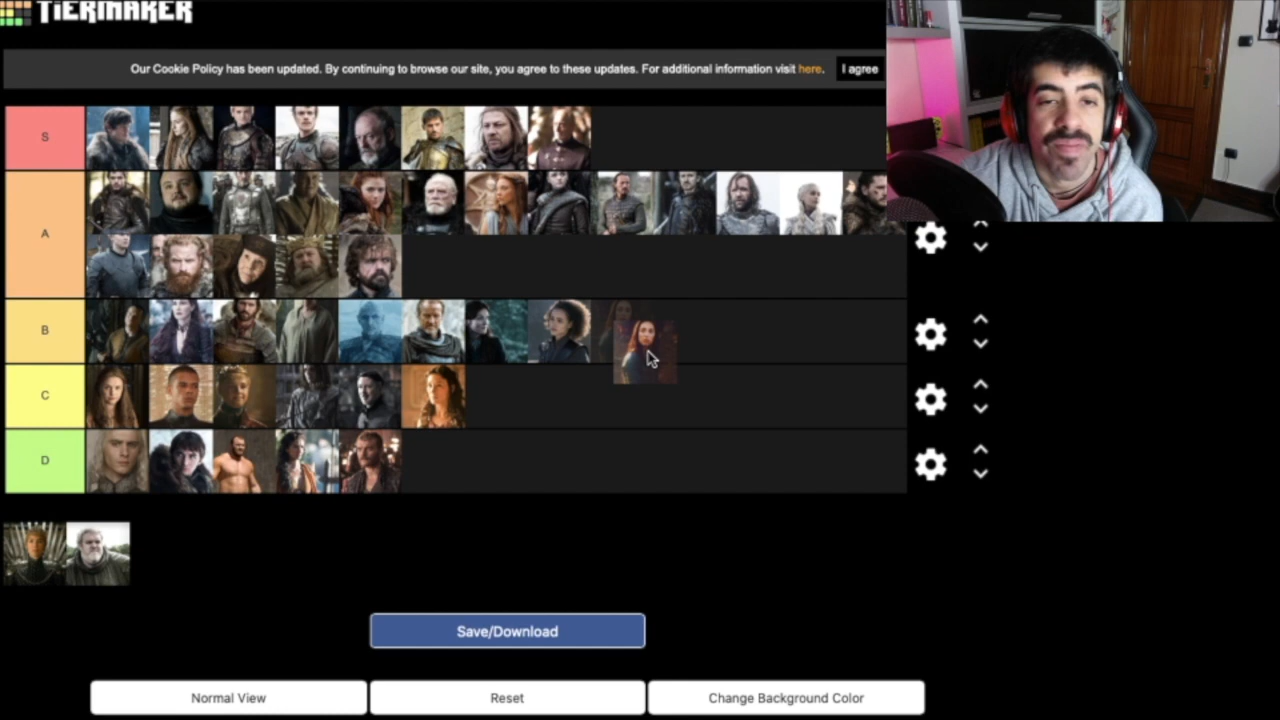 TIERMAKER
Our Cookie Policy has been updated. By continuing to browse our site, you agree to these updates. For additional information visit here. I agree
S
A
B
C
D
Save/Download
Normal View Reset Change Background Color